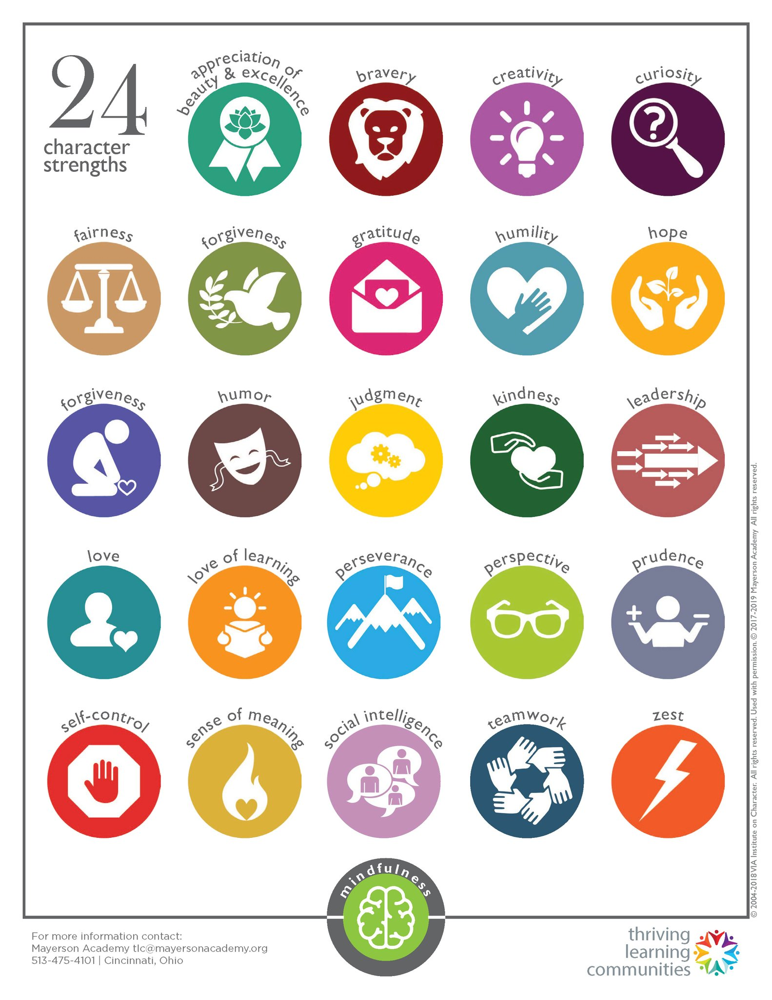 24
character
strengths
appreciation of
beauty & excellence
bravery
creativity
curiosity
fairness
forgiveness
gratitude
humility
hope
forgiveness
humor
judgment
kindness
leadership
love
love of learning
perseverance
perspective
prudence
self-control
sense of meaning
social intelligence
teamwork
zest
mindfulness
© 2004-2018 VIA Institute on Character. All rights reserved. Used with permission. © 2017-2019 Mayerson Academy All rights reserved.
For more information contact:
Mayerson Academy tlc@mayersonacademy.org
513-475-4101 | Cincinnati, Ohio
thriving
learning
communities